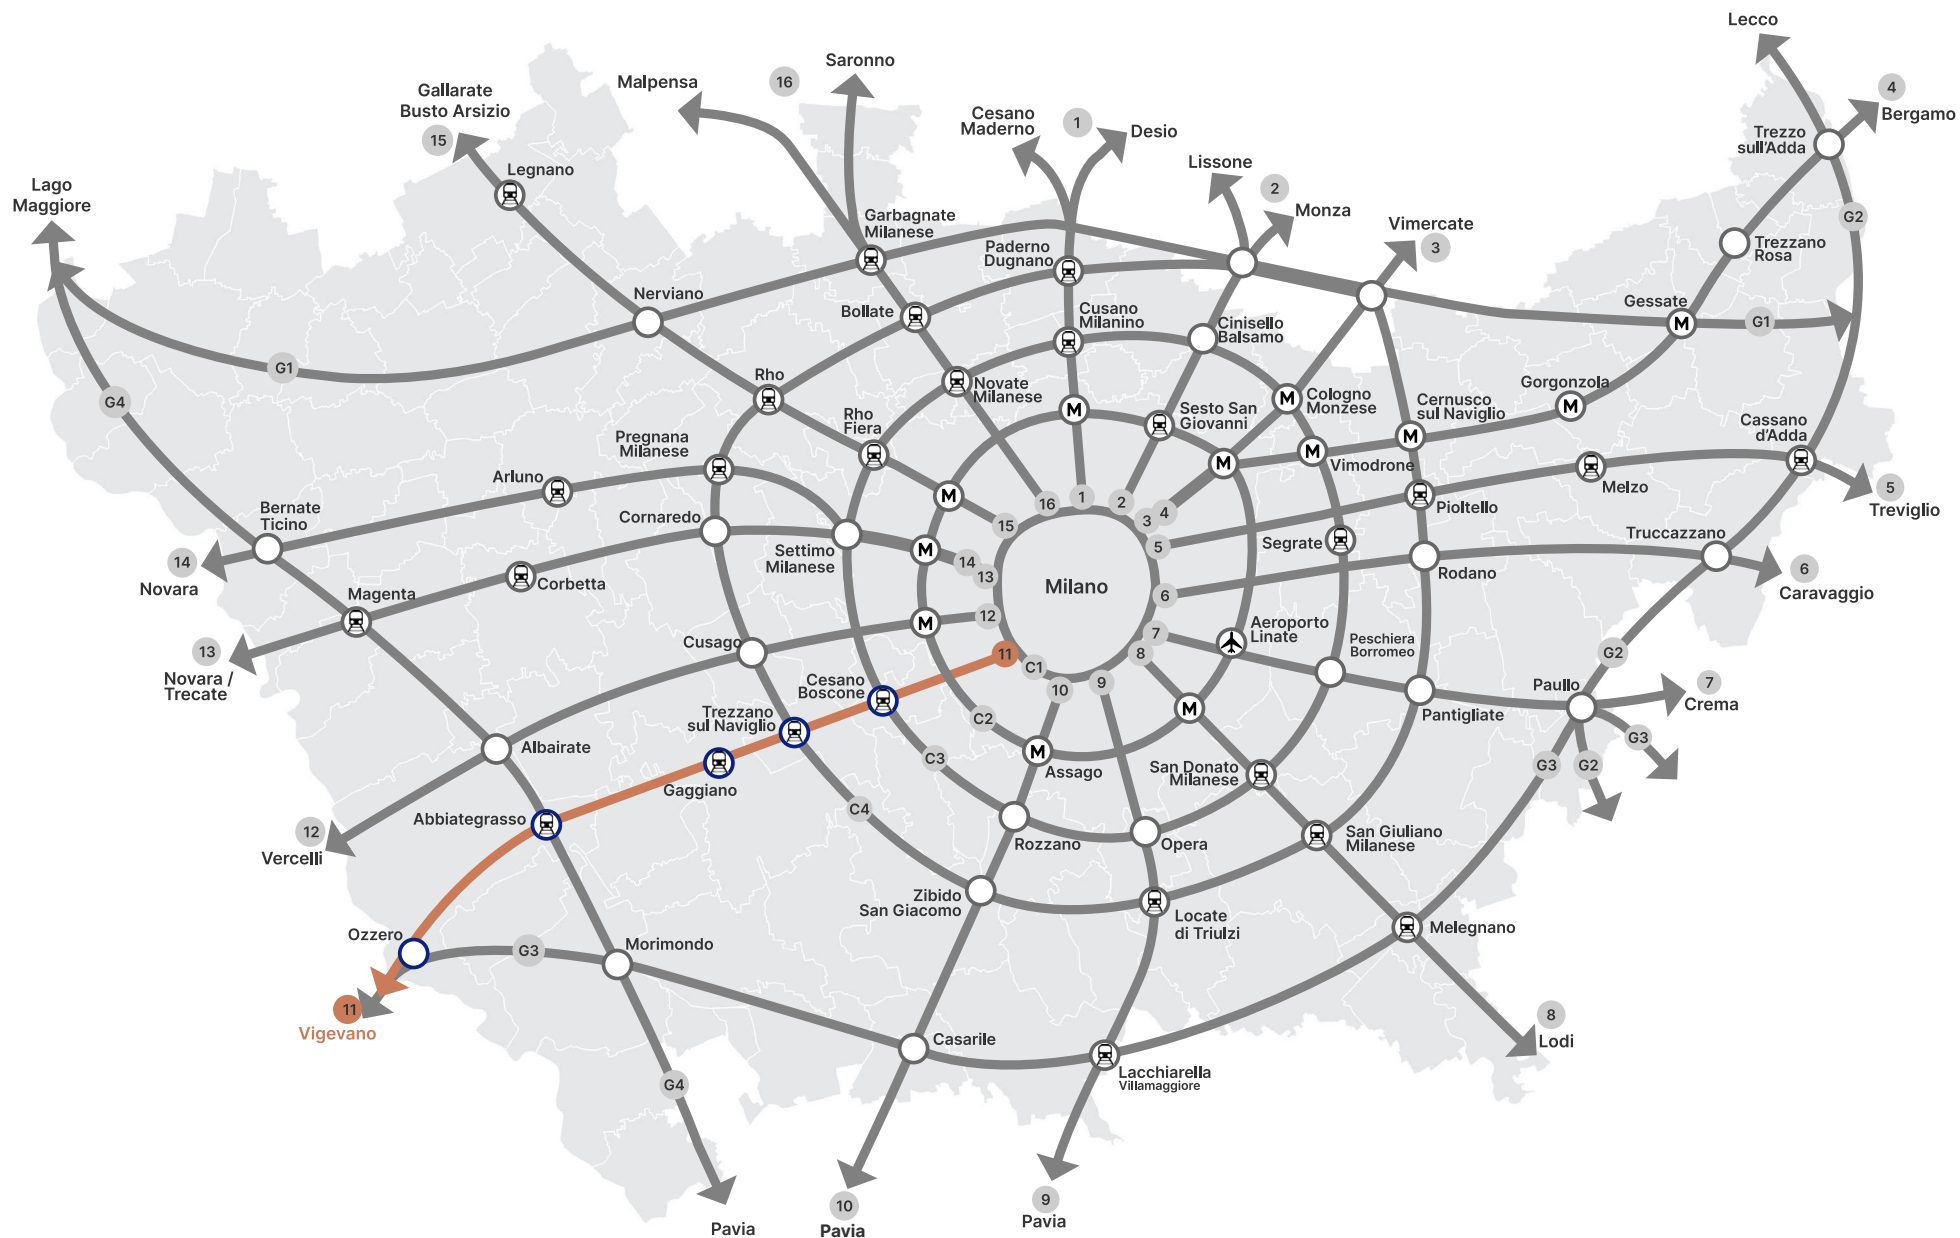 Lecco
4
Bergamo
Trezzo
sull'Adda
Saronno
16
Malpensa
Gallarate
Busto Arsizio
15
Legnano
Cesano
Maderno
1
Desio
Lissone
2
Monza
Vimercate
3
Lago
Maggiore
G2
Trezzano
Rosa
Garbagnate
Milanese
Paderno
Dugnano
Nerviano
Bollate
Cusano
Milanino
Cinisello
Balsamo
Gessate
M
G1
G1
G4
Rho
Novate
Milanese
Rho
Fiera
M
Sesto San
Giovanni
M
Cologno
Monzese
Cernusco
sul Naviglio
M
Gorgonzola
M
Cassano
d'Adda
Pregnana
Milanese
Arluno
M
M
M
Vimodrone
Melzo
Pioltello
5
Treviglio
Bernate
Ticino
Cornaredo
Settimo
Milanese
M
16
1
2
3
4
15
14
13
5
Segrate
Truccazzano
Rodano
14
Novara
Corbetta
Magenta
Milano
6
6
Caravaggio
12
M
Cusago
7
8
Aeroporto
Linate
Peschiera
Borromeo
13
Novara /
Trecate
11
C1
10
9
G2
Cesano
Boscone
Trezzano
sul Naviglio
C2
M
Paullo
7
Crema
Pantigliate
G3
Albairate
C3
M
Assago
San Donato
Milanese
G3
G2
Gaggiano
Abbiategrasso
C4
12
Vercelli
Rozzano
Opera
San Giuliano
Milanese
Zibido
San Giacomo
Locate
di Triulzi
Melegnano
Ozzero
G3
Morimondo
11
Vigevano
Casarile
8
Lodi
Lacchiarella
Villamaggiore
G4
Pavia
10
Pavia
9
Pavia